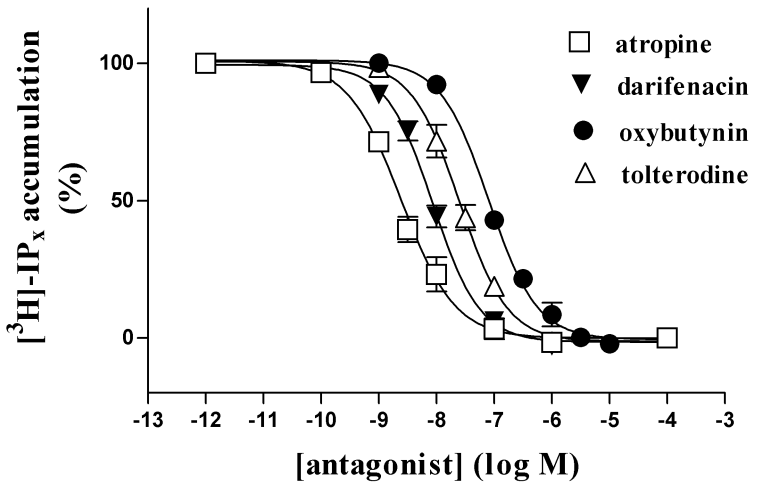 [³H]-IPₓ accumulation
(%)
100
50
0
atropine
darifenacin
oxybutynin
tolterodine
-13 -12 -11 -10 -9 -8 -7 -6 -5 -4 -3
[antagonist] (log M)